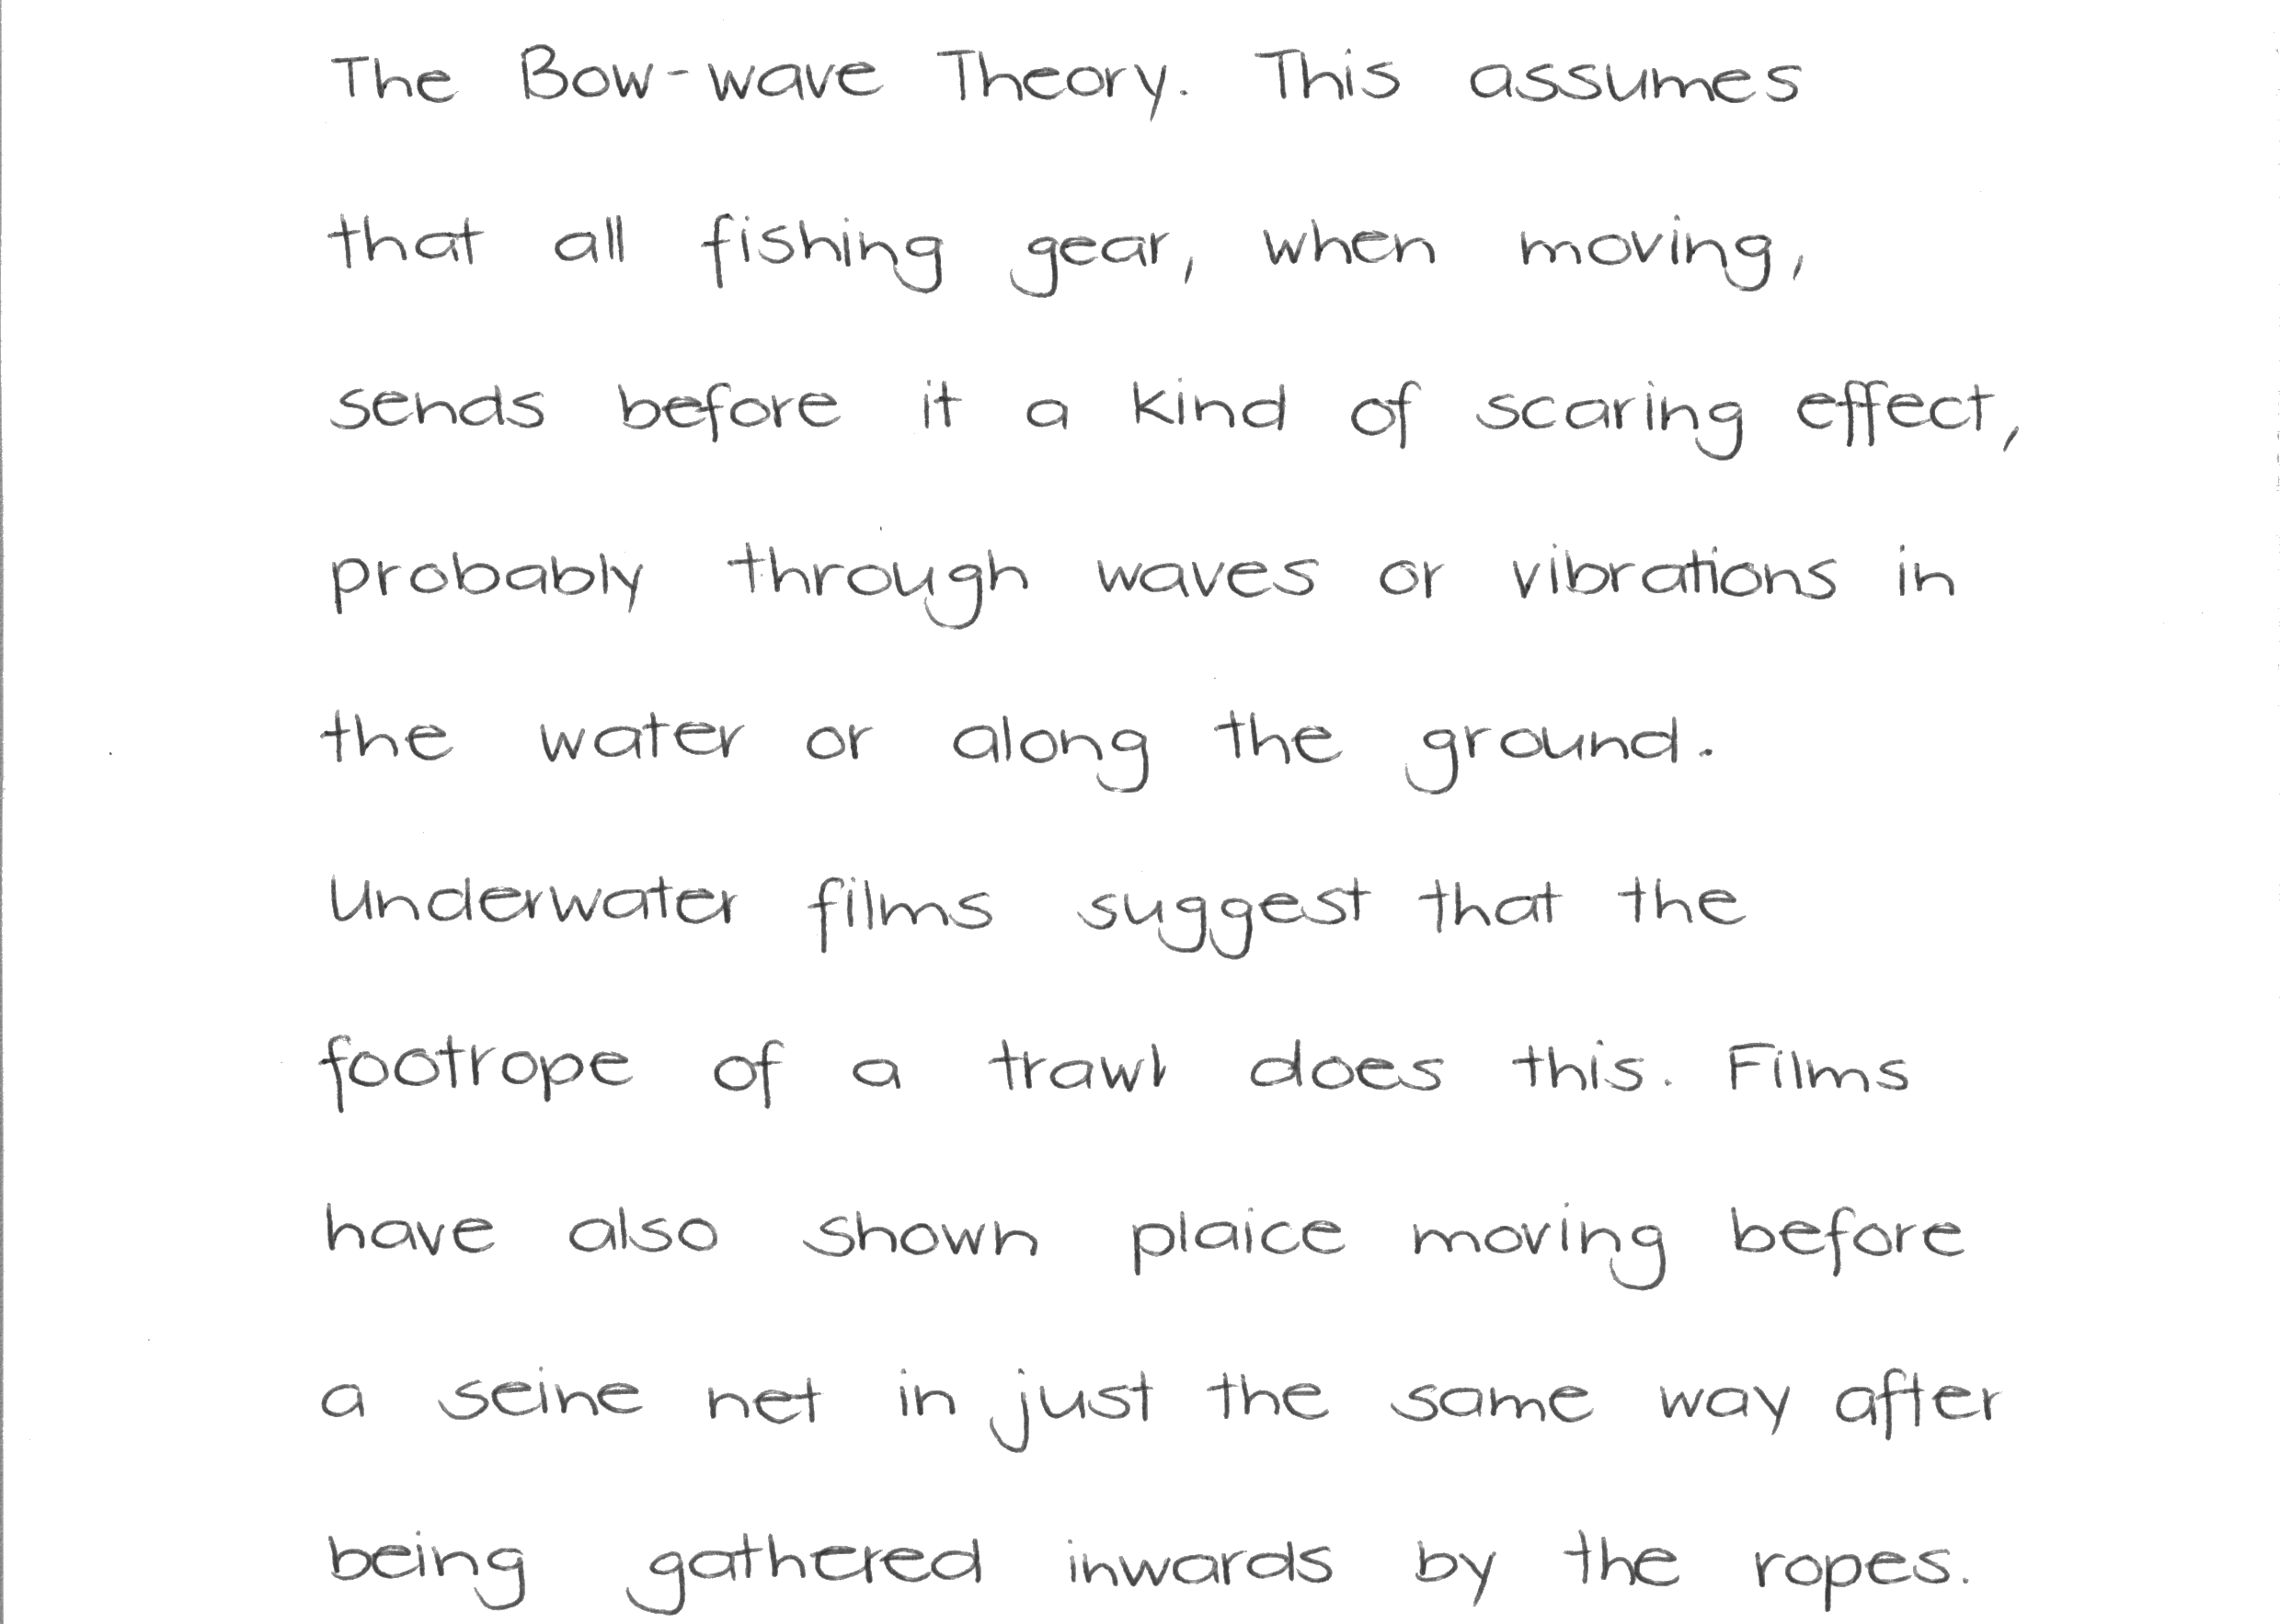 The Bow-wave Theory. This assumes
that all fishing gear, when moving,
sends before it a kind of scaring effect,
probably through waves or vibrations in
the water or along the ground.
Underwater films suggest that the
footrope of a trawl does this. Films
have also shown plaice moving before
a seine net in just the same way after
being gathered inwards by the ropes.